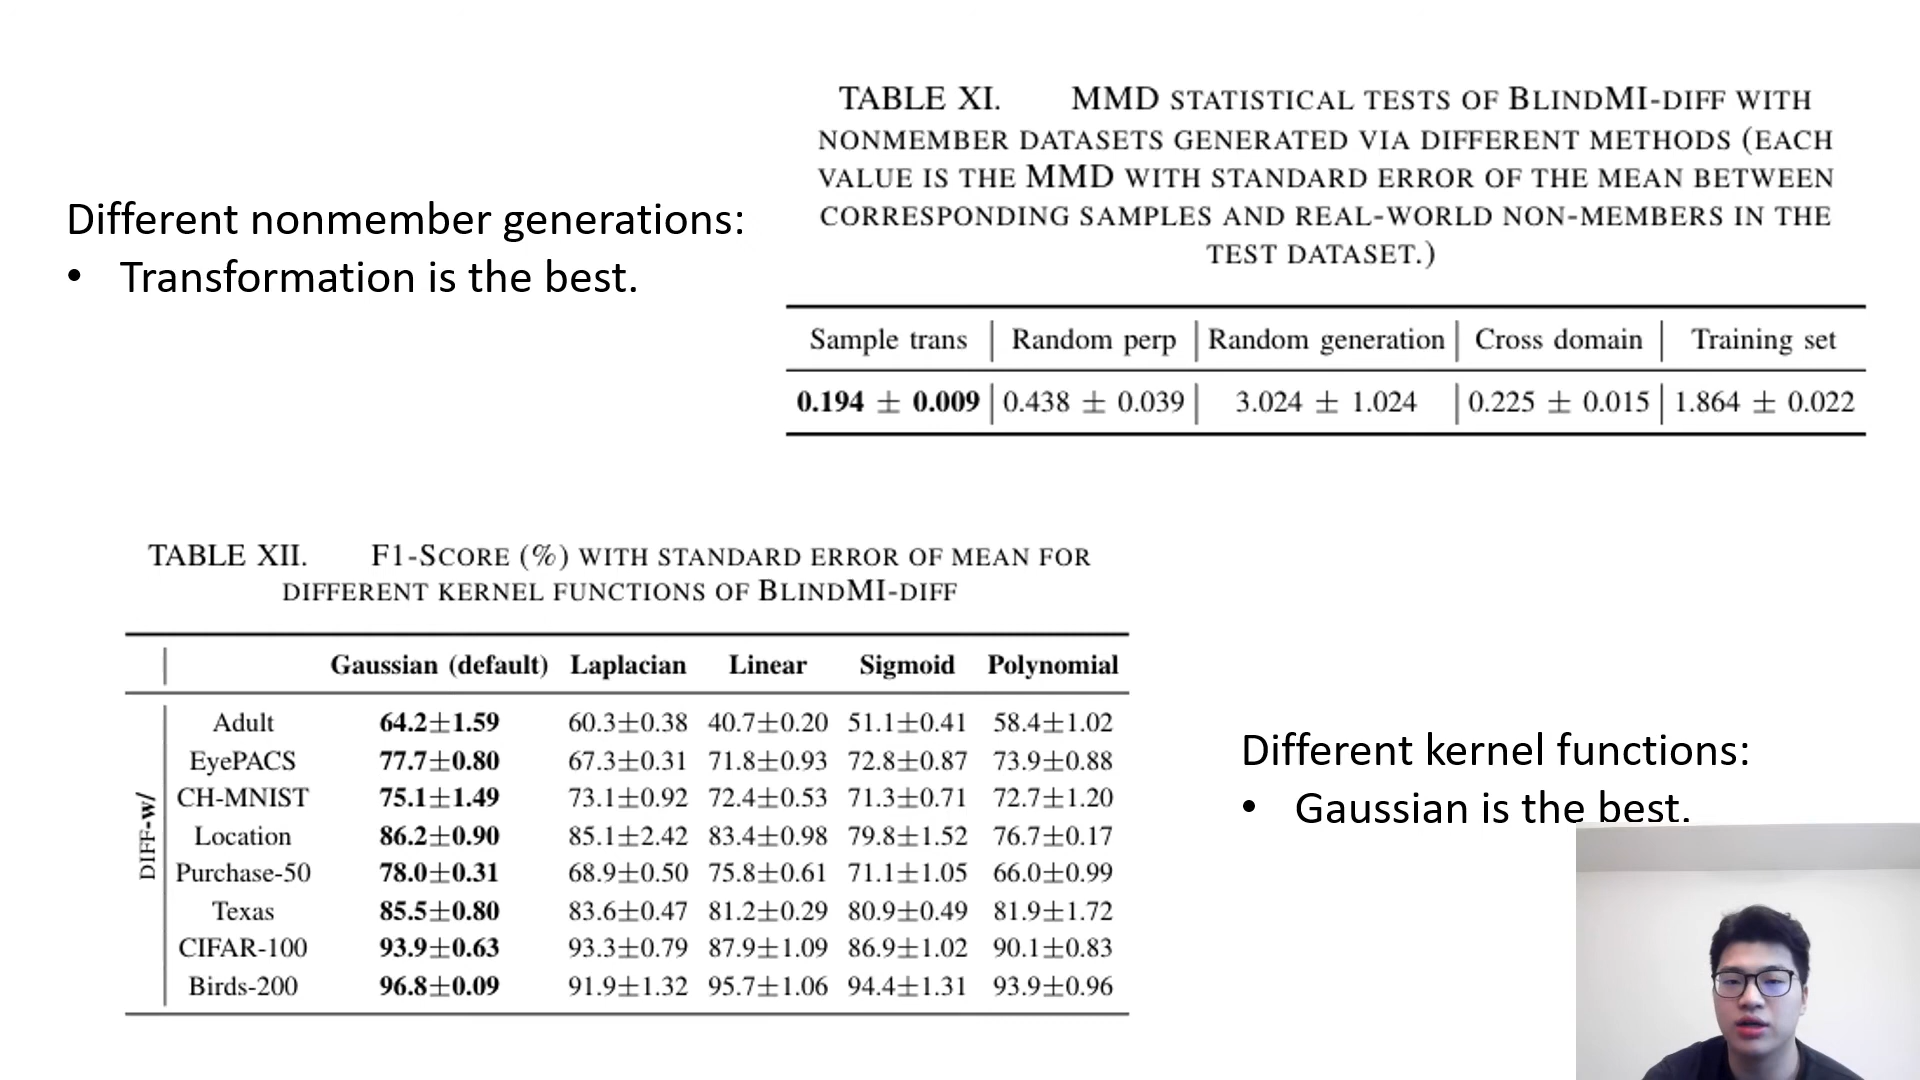 TABLE XI. MMD STATISTICAL TESTS OF BLINDMI-DIFF WITH
NONMEMBER DATASETS GENERATED VIA DIFFERENT METHODS (EACH
VALUE IS THE MMD WITH STANDARD ERROR OF THE MEAN BETWEEN
CORRESPONDING SAMPLES AND REAL-WORLD NON-MEMBERS IN THE
TEST DATASET.)
Different nonmember generations:
• Transformation is the best.
Sample trans | Random perp | Random generation | Cross domain | Training set
0.194 ± 0.009 | 0.438 ± 0.039 | 3.024 ± 1.024 | 0.225 ± 0.015 | 1.864 ± 0.022
TABLE XII. F1-SCORE (%) WITH STANDARD ERROR OF MEAN FOR
DIFFERENT KERNEL FUNCTIONS OF BLINDMI-DIFF
Gaussian (default) Laplacian Linear Sigmoid Polynomial
DIFF-w/
Adult 64.2±1.59 60.3±0.38 40.7±0.20 51.1±0.41 58.4±1.02
EyePACS 77.7±0.80 67.3±0.31 71.8±0.93 72.8±0.87 73.9±0.88
CH-MNIST 75.1±1.49 73.1±0.92 72.4±0.53 71.3±0.71 72.7±1.20
Location 86.2±0.90 85.1±2.42 83.4±0.98 79.8±1.52 76.7±0.17
Purchase-50 78.0±0.31 68.9±0.50 75.8±0.61 71.1±1.05 66.0±0.99
Texas 85.5±0.80 83.6±0.47 81.2±0.29 80.9±0.49 81.9±1.72
CIFAR-100 93.9±0.63 93.3±0.79 87.9±1.09 86.9±1.02 90.1±0.83
Birds-200 96.8±0.09 91.9±1.32 95.7±1.06 94.4±1.31 93.9±0.96
Different kernel functions:
• Gaussian is the best.